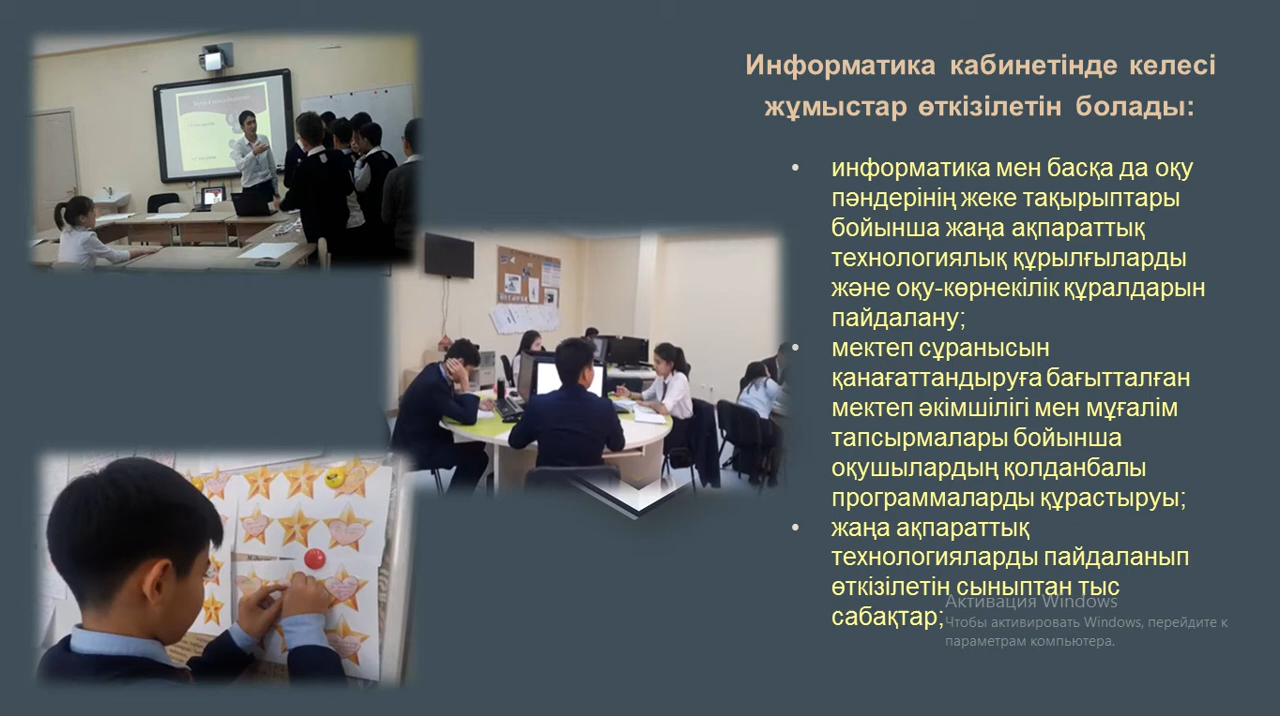 Информатика кабинетінде келесі
жұмыстар өткізілетін болады:
• информатика мен басқа да оқу
пәндерінің жеке тақырыптары
бойынша жаңа ақпараттық
технологиялық құрылғыларды
және оқу-көрнекілік құралдарын
пайдалану;
• мектеп сұранысын
қанағаттандыруға бағытталған
мектеп әкімшілігі мен мұғалім
тапсырмалары бойынша
оқушылардың қолданбалы
программаларды құрастыруы;
• жаңа ақпараттық
технологияларды пайдаланып
өткізілетін сыныптан тыс
сабақтар;
Активация Windows
Чтобы активировать Windows, перейдите к
параметрам компьютера.